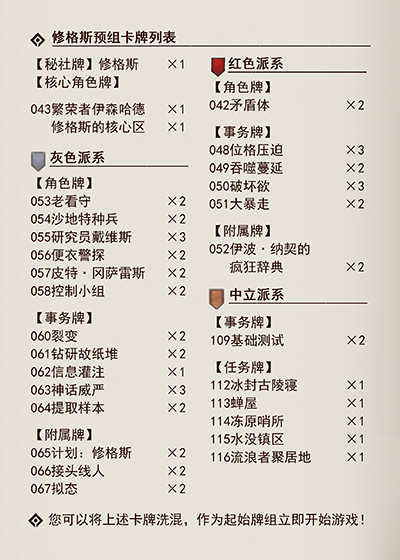 修格斯预组卡牌列表
【秘社牌】修格斯 ×1
【核心角色牌】
043繁荣者伊森哈德 ×1
修格斯的核心区 ×1
灰色派系
【角色牌】
053老看守 ×2
054沙地特种兵 ×2
055研究员戴维斯 ×3
056便衣警探 ×2
057皮特·冈萨雷斯 ×2
058控制小组 ×2
【事务牌】
060裂变 ×2
061钻研故纸堆 ×2
062信息灌注 ×1
063神话威严 ×3
064提取样本 ×2
【附属牌】
065计划：修格斯 ×2
066接头线人 ×2
067拟态 ×2
红色派系
【角色牌】
042矛盾体 ×2
【事务牌】
048位格压迫 ×3
049吞噬蔓延 ×2
050破坏欲 ×3
051大暴走 ×2
【附属牌】
052伊波·纳契的
疯狂辞典 ×2
中立派系
【事务牌】
109基础测试 ×2
【任务牌】
112冰封古陵寝 ×1
113蝉屋 ×1
114冻原哨所 ×1
115水没镇区 ×1
116流浪者聚居地 ×1
您可以将上述卡牌洗混，作为起始牌组立即开始游戏！